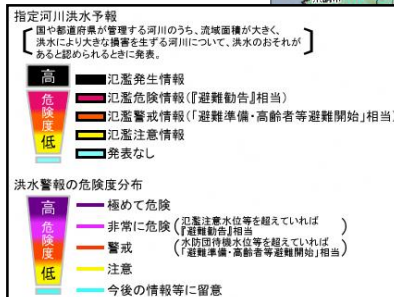 指定河川洪水予報
国や都道府県が管理する河川のうち、流域面積が大きく、
洪水により大きな損害を生ずる河川について、洪水のおそれが
あると認められるときに発表。
高
危険度
低
氾濫発生情報
氾濫危険情報(『避難勧告』相当)
氾濫警戒情報(「避難準備・高齢者等避難開始」相当)
氾濫注意情報
発表なし
洪水警報の危険度分布
高
危険度
低
極めて危険
非常に危険(氾濫注意水位等を超えていれば
『避難勧告』相当)
警戒(水防団待機水位等を超えていれば
「避難準備・高齢者等避難開始」相当)
注意
今後の情報等に留意